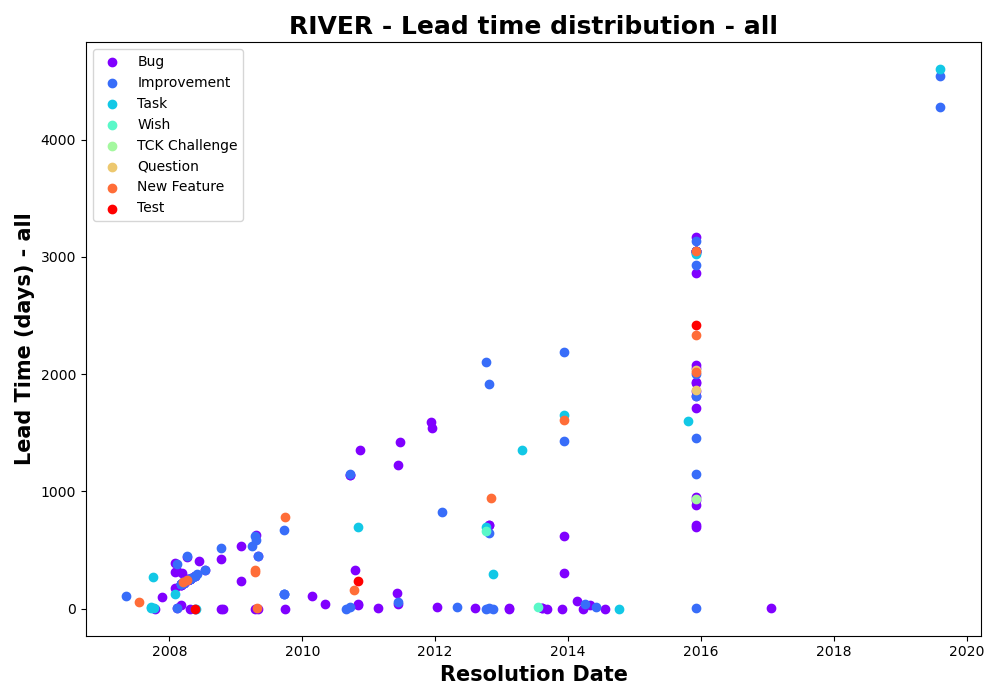 RIVER - Lead time distribution - all
Bug
Improvement
Task
Wish
TCK Challenge
Question
New Feature
Test
Lead Time (days) - all
4000
3000
2000
1000
0
2008 2010 2012 2014 2016 2018 2020
Resolution Date